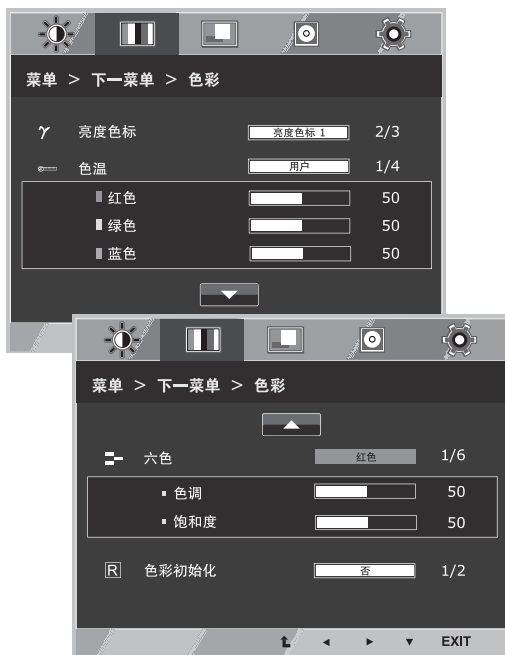 菜单 > 下一菜单 > 色彩
γ 亮度色标 亮度色标 1 2/3
色温 用户 1/4
红色 50
绿色 50
蓝色 50
菜单 > 下一菜单 > 色彩
六色 红色 1/6
色调 50
饱和度 50
R 色彩初始化 否 1/2
EXIT